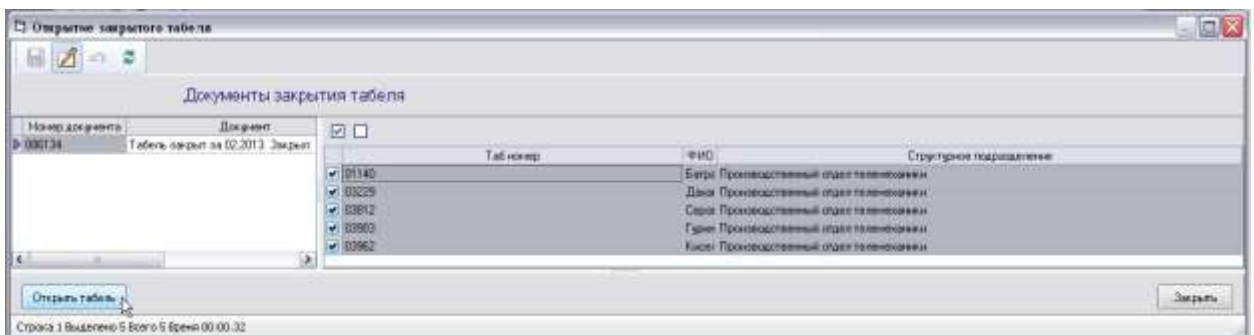 Открытие закрытого табеля
Документы закрытия табеля
Номер документа Документ
000134 Табель закрыт за 02.2013 Закрыт
Таб номер ФИО Структурное подразделение
01140 Производственный отдел телемеханики
03229 Производственный отдел телемеханики
03812 Производственный отдел телемеханики
03903 Производственный отдел телемеханики
03962 Производственный отдел телемеханики
Открыть табель
Закрыть
Строка 1 Выделено 5 Всего 5 Время 00:00:32